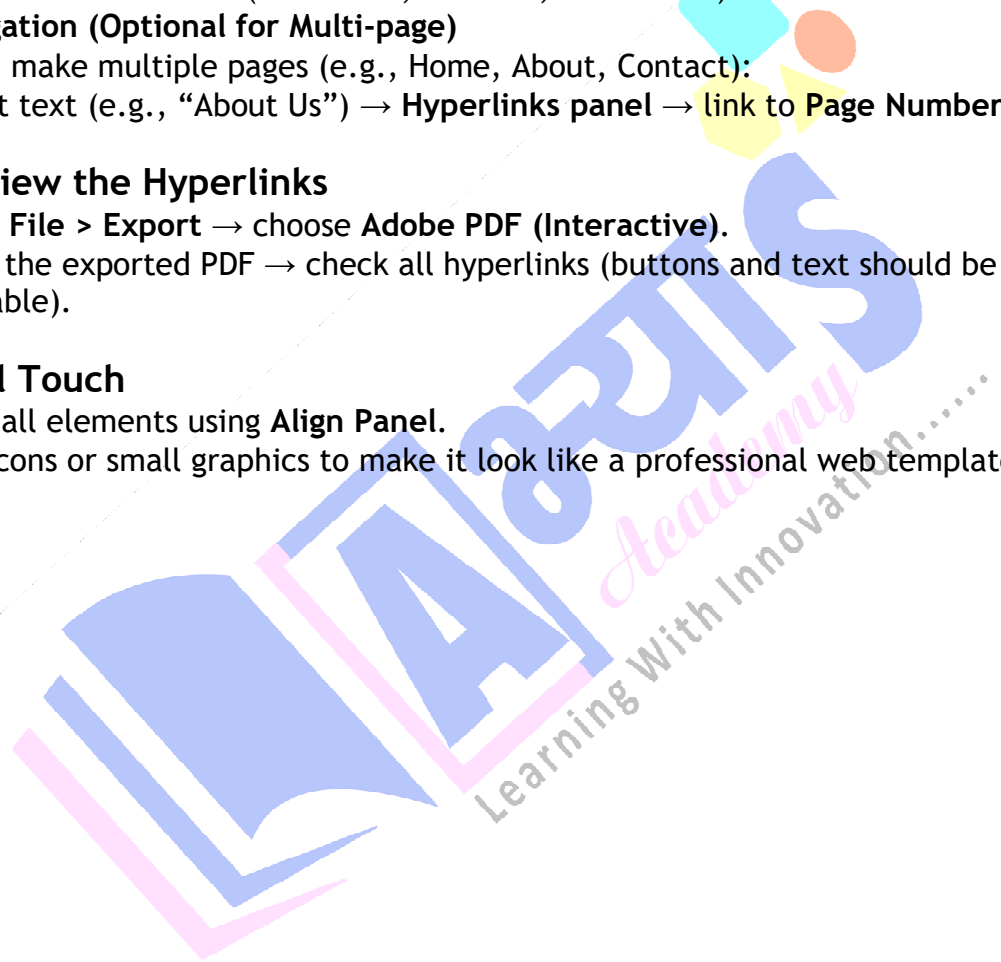 gation (Optional for Multi-page)
make multiple pages (e.g., Home, About, Contact):
t text (e.g., “About Us”) → Hyperlinks panel → link to Page Number
iew the Hyperlinks
File > Export → choose Adobe PDF (Interactive).
the exported PDF → check all hyperlinks (buttons and text should be
able).
l Touch
all elements using Align Panel.
cons or small graphics to make it look like a professional web template
Aभ्यास
Academy
Learning With Innovation......